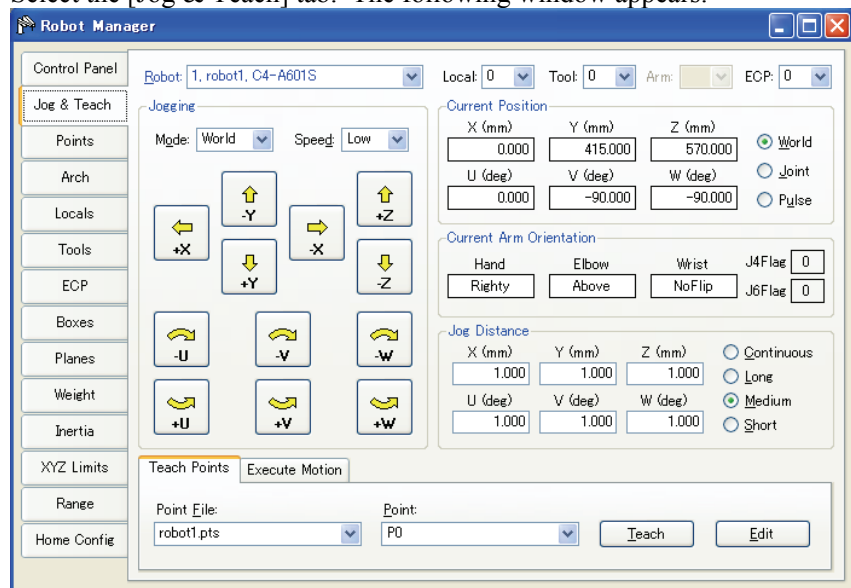 Select the [Jog & Teach] tab. The following window appears:
Robot Manager
Control Panel
Jog & Teach
Points
Arch
Locals
Tools
ECP
Boxes
Planes
Weight
Inertia
XYZ Limits
Range
Home Config
Robot: 1, robot1, C4-A601S
Local: 0 Tool: 0 Arm: ECP: 0
Jogging
Mode: World Speed: Low
-Y
+Z
+X
-X
+Y
-Z
-U -V -W
+U +V +W
Current Position
X (mm) Y (mm) Z (mm)
0.000 415.000 570.000
U (deg) V (deg) W (deg)
0.000 -90.000 -90.000
World
Joint
Pulse
Current Arm Orientation
Hand Elbow Wrist
Righty Above NoFlip
J4Flag 0
J6Flag 0
Jog Distance
X (mm) Y (mm) Z (mm)
1.000 1.000 1.000
U (deg) V (deg) W (deg)
1.000 1.000 1.000
Continuous
Long
Medium
Short
Teach Points Execute Motion
Point File: Point:
robot1.pts P0 Teach Edit